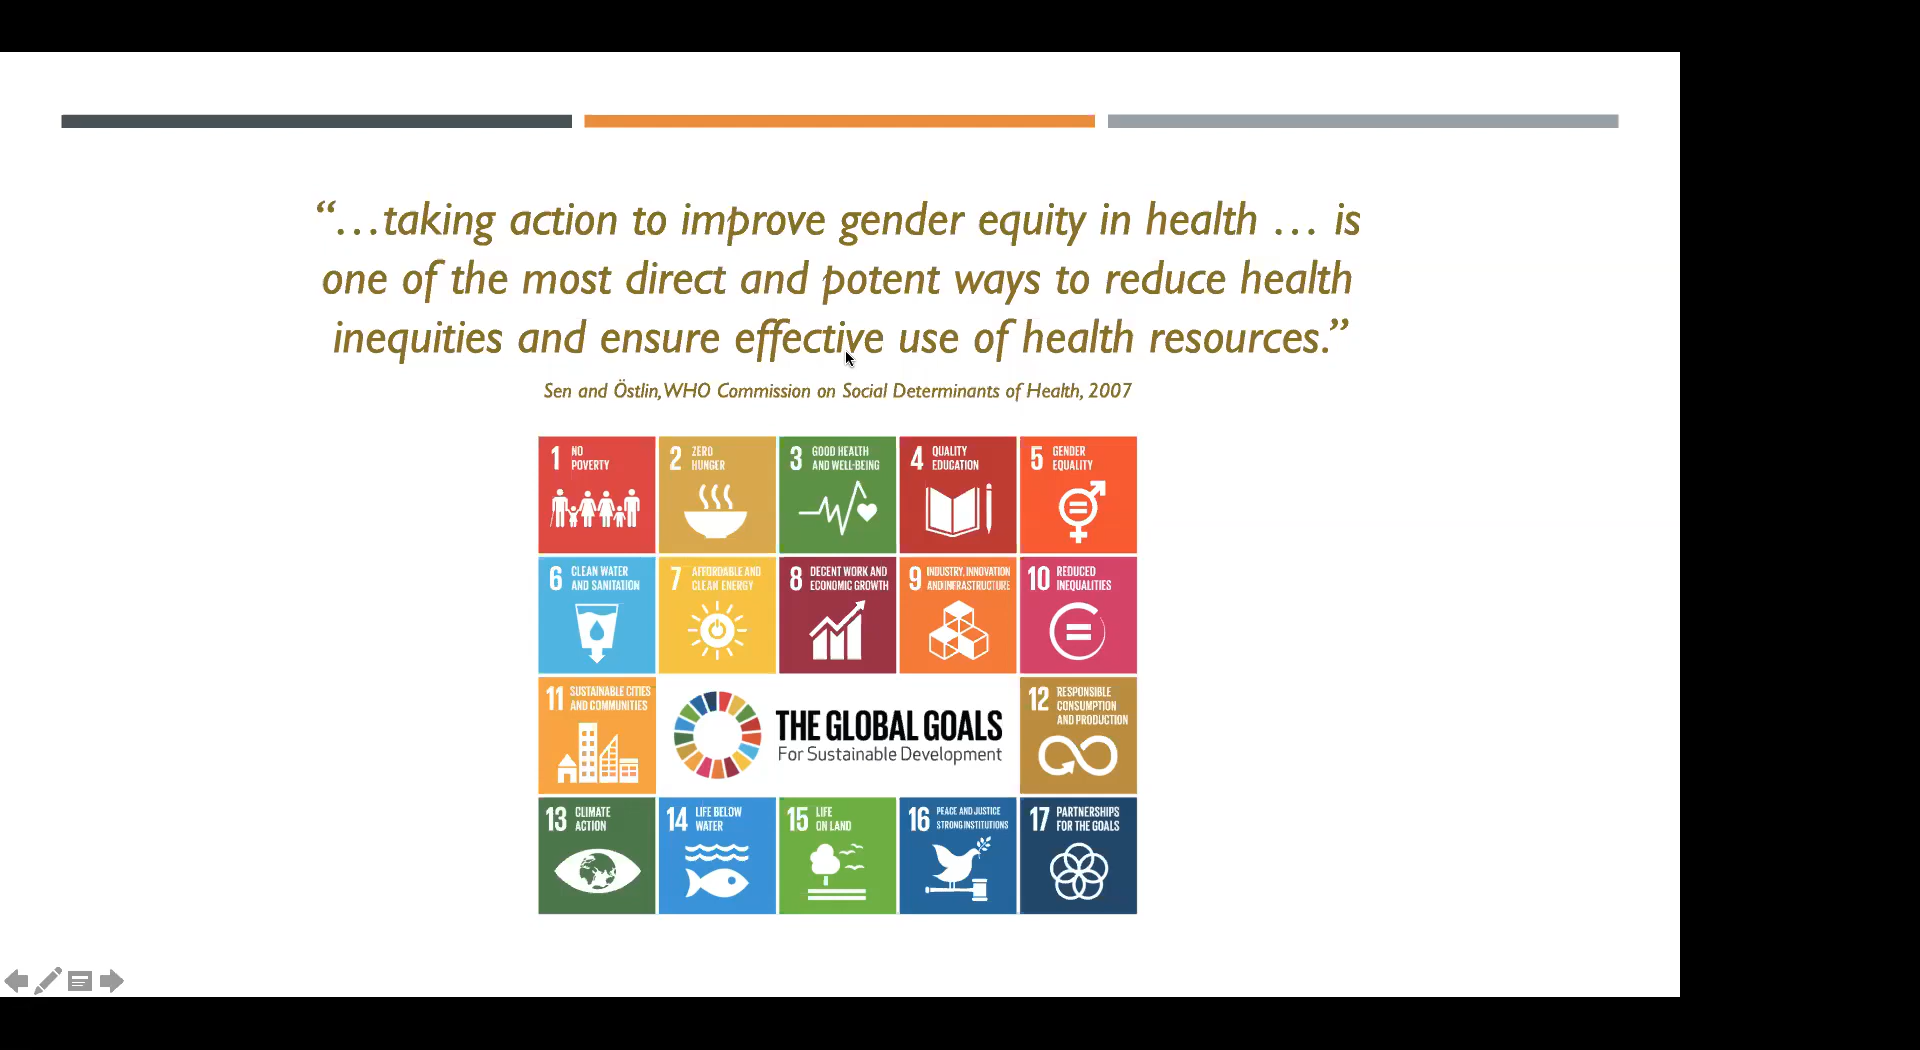 “…taking action to improve gender equity in health … is
one of the most direct and potent ways to reduce health
inequities and ensure effective use of health resources.”
Sen and Östlin, WHO Commission on Social Determinants of Health, 2007
1 NO
POVERTY
2 ZERO
HUNGER
3 GOOD HEALTH
AND WELL-BEING
4 QUALITY
EDUCATION
5 GENDER
EQUALITY
6 CLEAN WATER
AND SANITATION
7 AFFORDABLE AND
CLEAN ENERGY
8 DECENT WORK AND
ECONOMIC GROWTH
9 INDUSTRY, INNOVATION
AND INFRASTRUCTURE
10 REDUCED
INEQUALITIES
11 SUSTAINABLE CITIES
AND COMMUNITIES
THE GLOBAL GOALS
For Sustainable Development
12 RESPONSIBLE
CONSUMPTION
AND PRODUCTION
13 CLIMATE
ACTION
14 LIFE BELOW
WATER
15 LIFE
ON LAND
16 PEACE AND JUSTICE
STRONG INSTITUTIONS
17 PARTNERSHIPS
FOR THE GOALS